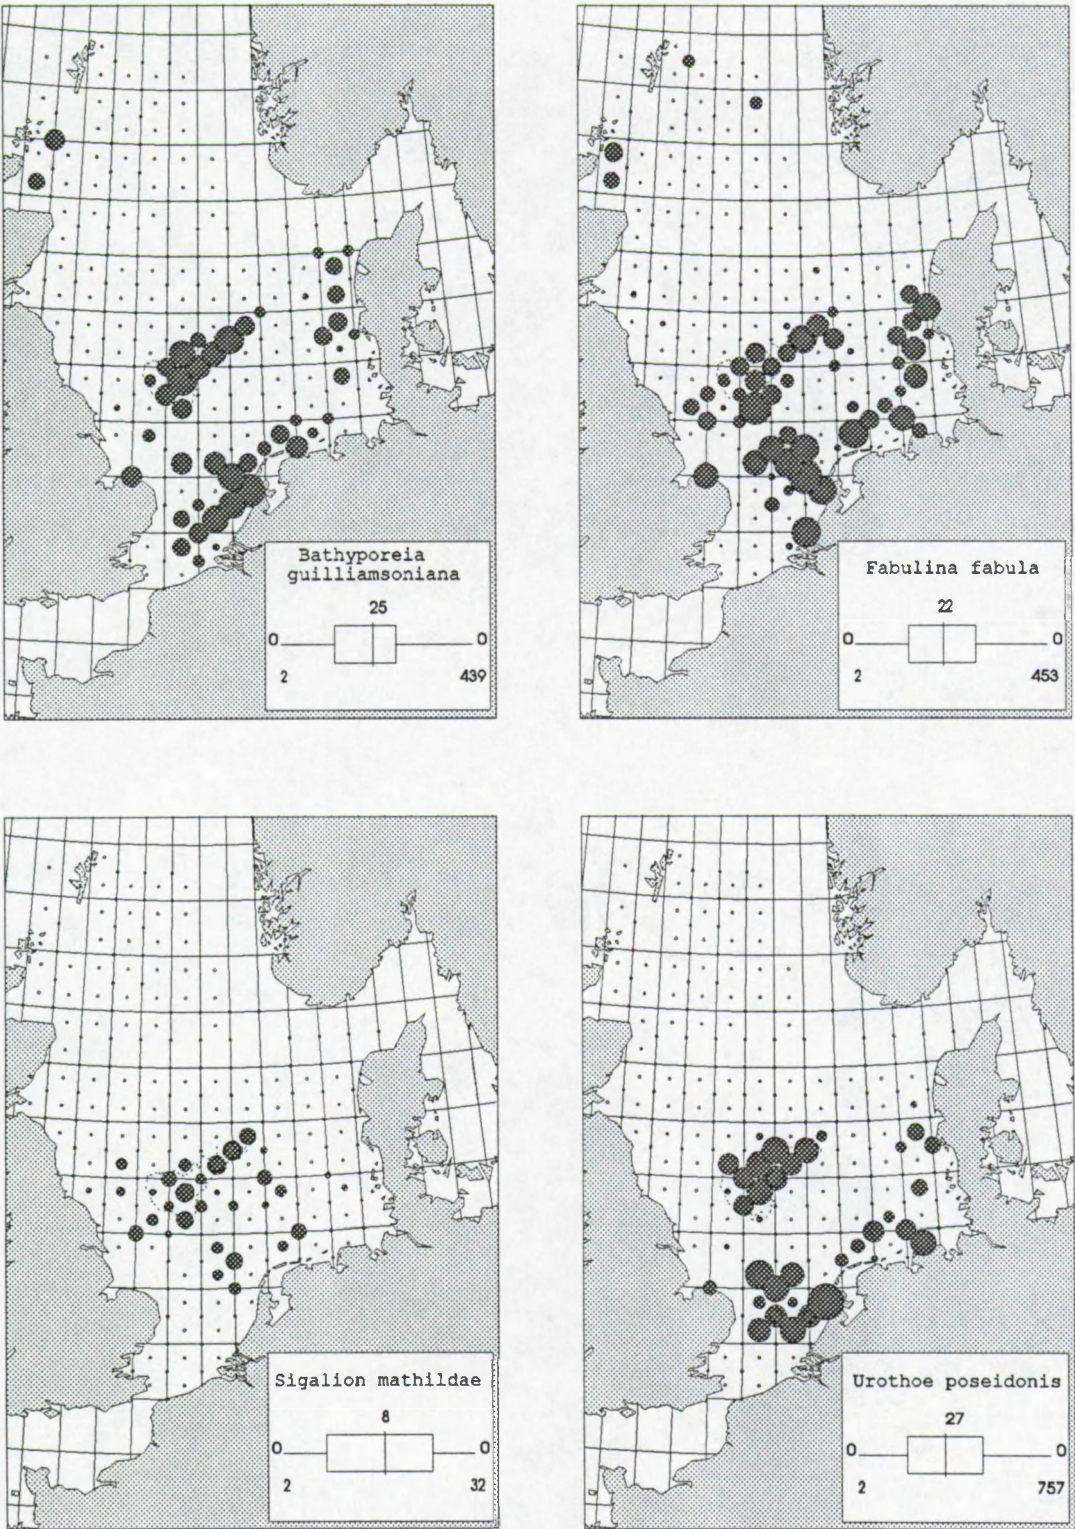 Bathyporeia
guilliamsoniana
25
0 0
2 439
Fabulina fabula
22
0 0
2 453
Sigalion mathildae
8
0 0
2 32
Urothoe poseidonis
27
0 0
2 757